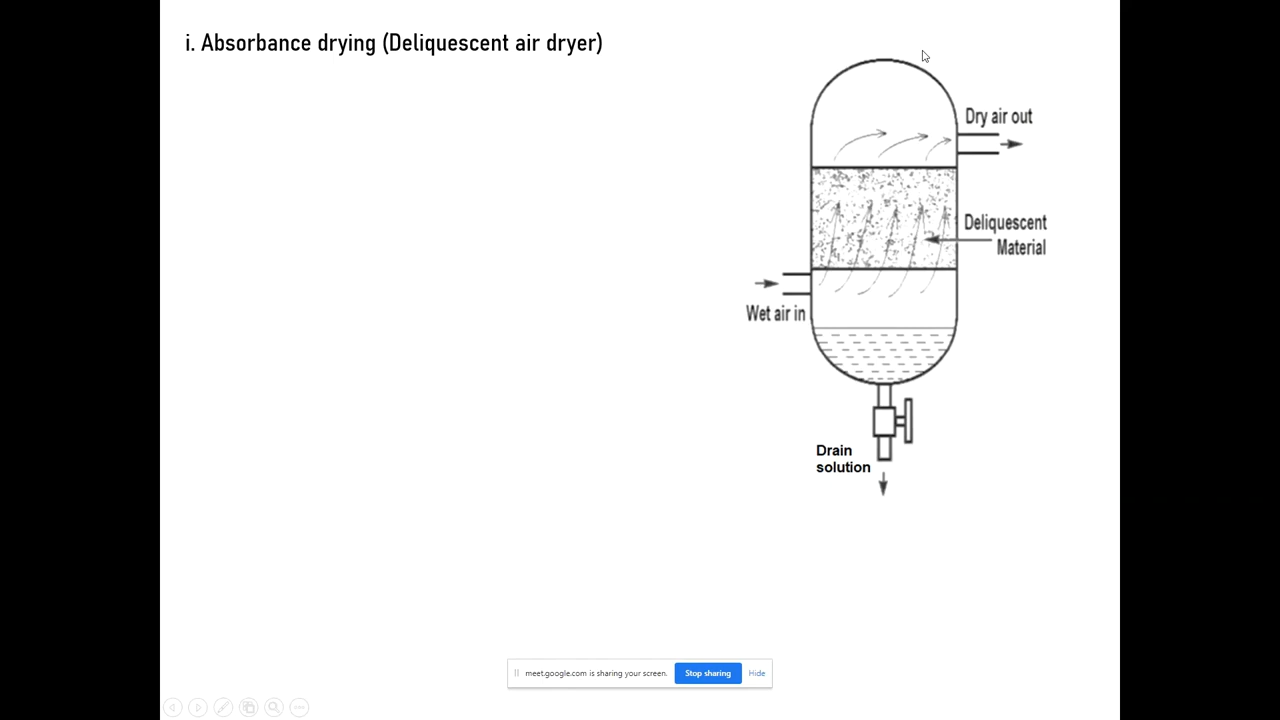 i. Absorbance drying (Deliquescent air dryer)
Dry air out
Deliquescent
Material
Wet air in
Drain
solution
meet.google.com is sharing your screen.
Stop sharing
Hide